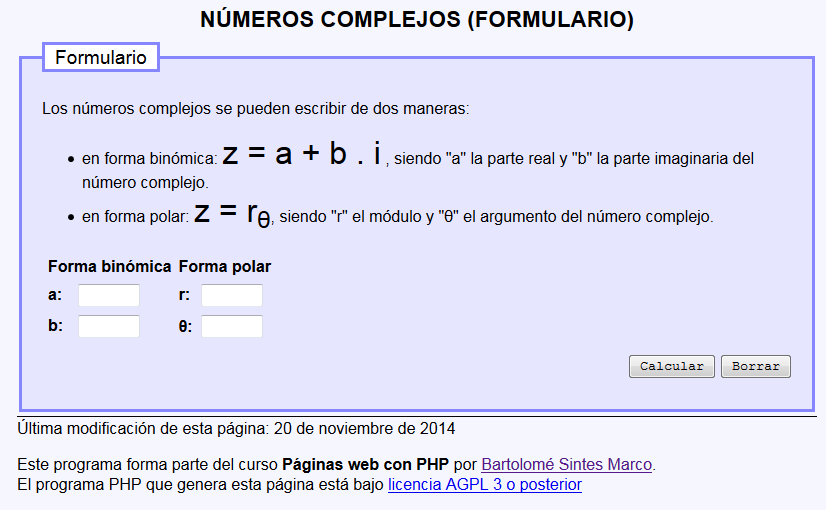 NÚMEROS COMPLEJOS (FORMULARIO)
Formulario
Los números complejos se pueden escribir de dos maneras:
• en forma binómica: z = a + b . i , siendo "a" la parte real y "b" la parte imaginaria del
número complejo.
• en forma polar: z = rθ, siendo "r" el módulo y "θ" el argumento del número complejo.
Forma binómica Forma polar
a: r:
b: θ:
Calcular Borrar
Última modificación de esta página: 20 de noviembre de 2014
Este programa forma parte del curso Páginas web con PHP por Bartolomé Sintes Marco.
El programa PHP que genera esta página está bajo licencia AGPL 3 o posterior